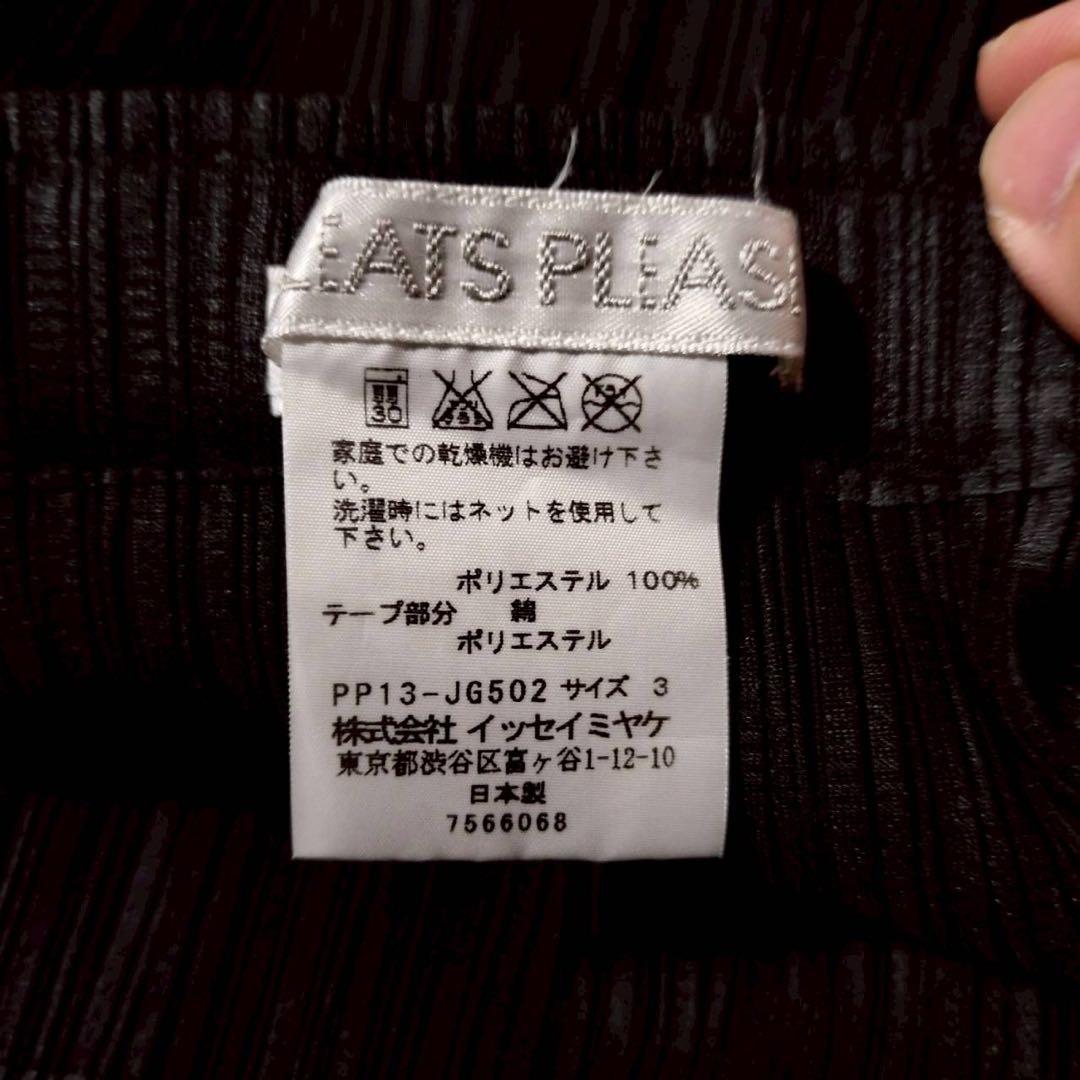 EATS PLEAS
30
家庭での乾燥機はお避け下さ
い。
洗濯時にはネットを使用して
下さい。
ポリエステル 100%
テープ部分 綿
ポリエステル
PP13-JG502 サイズ 3
株式会社 イッセイミヤケ
東京都渋谷区富ヶ谷1-12-10
日本製
7566068